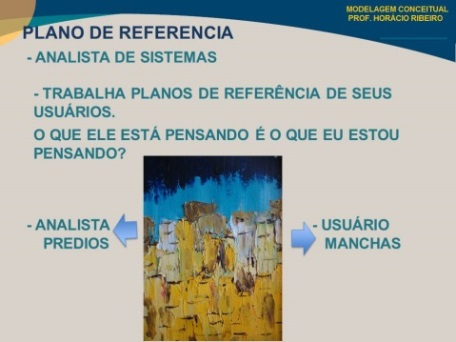 MODELAGEM CONCEITUAL
PROF. HORÁCIO RIBEIRO
PLANO DE REFERENCIA
- ANALISTA DE SISTEMAS
- TRABALHA PLANOS DE REFERÊNCIA DE SEUS
USUÁRIOS.
O QUE ELE ESTÁ PENSANDO É O QUE EU ESTOU
PENSANDO?
- ANALISTA
PREDIOS
- USUÁRIO
MANCHAS